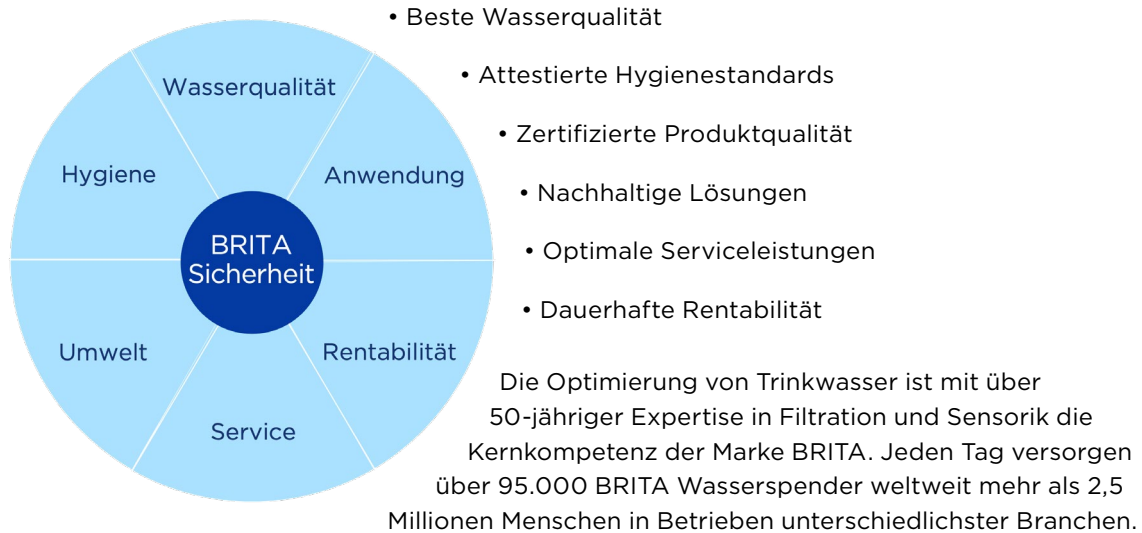 • Beste Wasserqualität
• Attestierte Hygienestandards
• Zertifizierte Produktqualität
• Nachhaltige Lösungen
• Optimale Serviceleistungen
• Dauerhafte Rentabilität
Wasserqualität
Hygiene
Anwendung
BRITA
Sicherheit
Umwelt
Rentabilität
Service
Die Optimierung von Trinkwasser ist mit über
50-jähriger Expertise in Filtration und Sensorik die
Kernkompetenz der Marke BRITA. Jeden Tag versorgen
über 95.000 BRITA Wasserspender weltweit mehr als 2,5
Millionen Menschen in Betrieben unterschiedlichster Branchen.